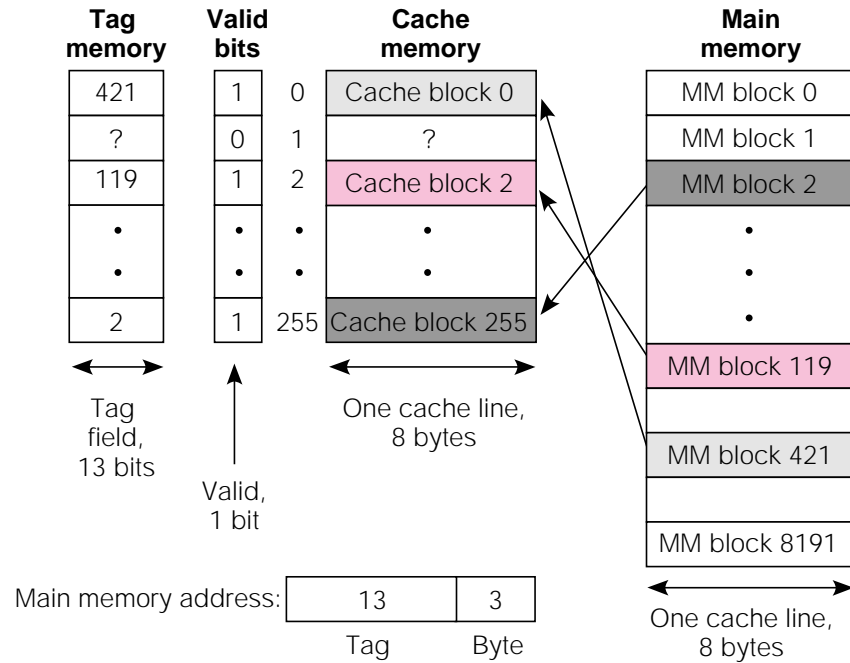 Tag memory
Valid bits
Cache memory
Main memory
421 1 0 Cache block 0 MM block 0
? 0 1 ? MM block 1
119 1 2 Cache block 2 MM block 2
2 1 255 Cache block 255
MM block 119
MM block 421
MM block 8191
Tag
field,
13 bits
Valid,
1 bit
One cache line,
8 bytes
One cache line,
8 bytes
Main memory address: 13 3
Tag Byte